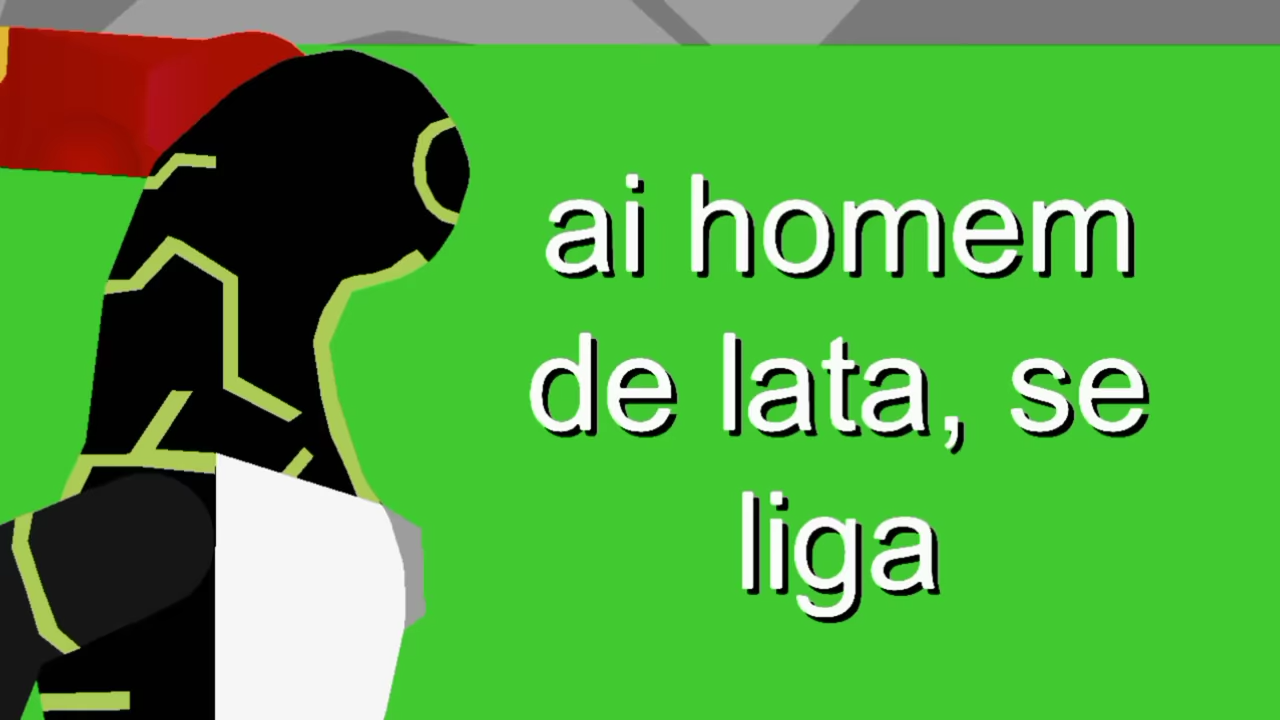 ai homem
de lata, se
liga